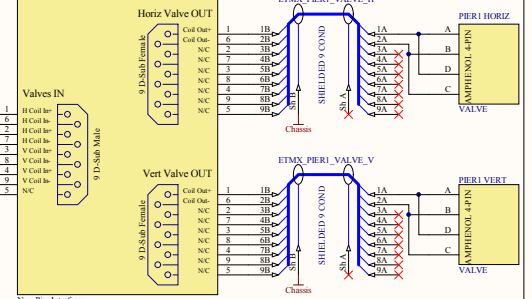 ETMX_PIER1_VALVE_H
Horiz Valve OUT
9 D-Sub Female
Coil Out+ 1 1B
Coil Out- 6 2B
N/C 2 3B
N/C 7 4B
N/C 3 5B
N/C 8 6B
N/C 4 7B
N/C 9 8B
N/C 5 9B
Sh B
Chassis
SHIELDED 9 COND
Sh A
1A
2A
3A
4A
5A
6A
7A
8A
9A
PIER1 HORIZ
A
B
D
C
AMPHENOL 4-PIN
VALVE
Valves IN
1 H Coil In+
6 H Coil In-
2 H Coil In+
7 H Coil In-
3 V Coil In+
8 V Coil In-
4 V Coil In+
9 V Coil In-
5 N/C
9 D-Sub Male
ETMX_PIER1_VALVE_V
Vert Valve OUT
9 D-Sub Female
Coil Out+ 1 1B
Coil Out- 6 2B
N/C 2 3B
N/C 7 4B
N/C 3 5B
N/C 8 6B
N/C 4 7B
N/C 9 8B
N/C 5 9B
Sh B
Chassis
SHIELDED 9 COND
Sh A
1A
2A
3A
4A
5A
6A
7A
8A
9A
PIER1 VERT
A
B
D
C
AMPHENOL 4-PIN
VALVE